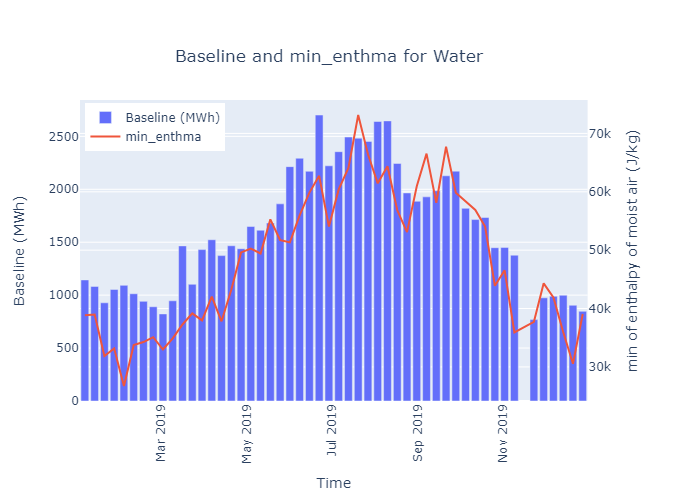 Baseline and min_enthma for Water
Baseline (MWh)
min_enthma
2500
2000
1500
1000
500
0
70k
60k
50k
40k
30k
Baseline (MWh)
min of enthalpy of moist air (J/kg)
Mar 2019
May 2019
Jul 2019
Sep 2019
Nov 2019
Time